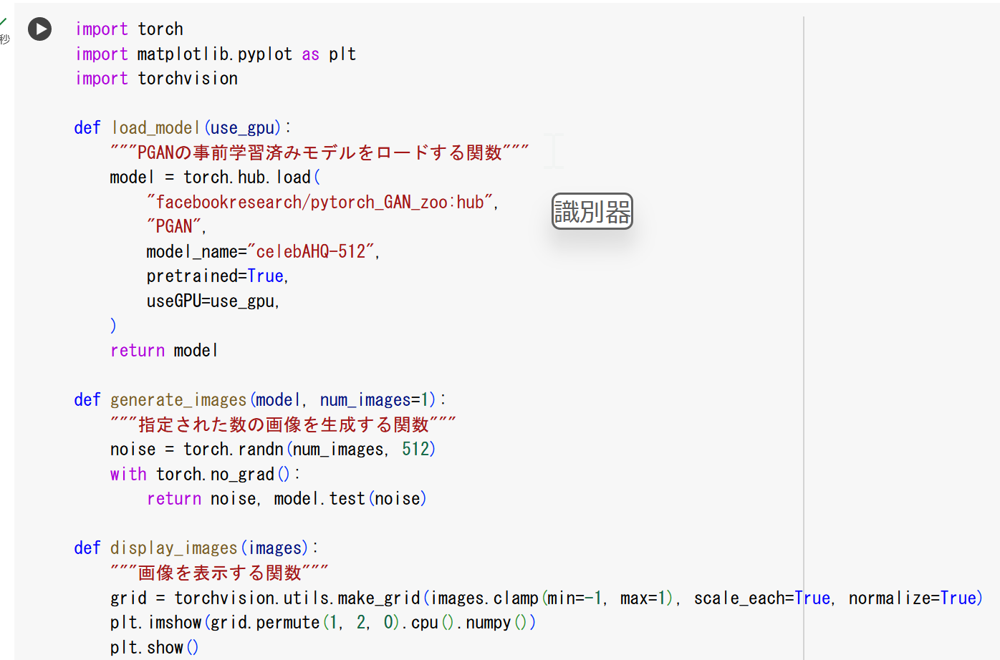 import torch
秒
import matplotlib.pyplot as plt
import torchvision
def load_model(use_gpu):
"""PGANの事前学習済みモデルをロードする関数"""
model = torch.hub.load(
"facebookresearch/pytorch_GAN_zoo:hub",
識別器
"PGAN",
model_name="celebAHQ-512",
pretrained=True,
useGPU=use_gpu,
)
return model
def generate_images(model, num_images=1):
"""指定された数の画像を生成する関数"""
noise = torch.randn(num_images, 512)
with torch.no_grad():
return noise, model.test(noise)
def display_images(images):
"""画像を表示する関数"""
grid = torchvision.utils.make_grid(images.clamp(min=-1, max=1), scale_each=True, normalize=True)
plt.imshow(grid.permute(1, 2, 0).cpu().numpy())
plt.show()